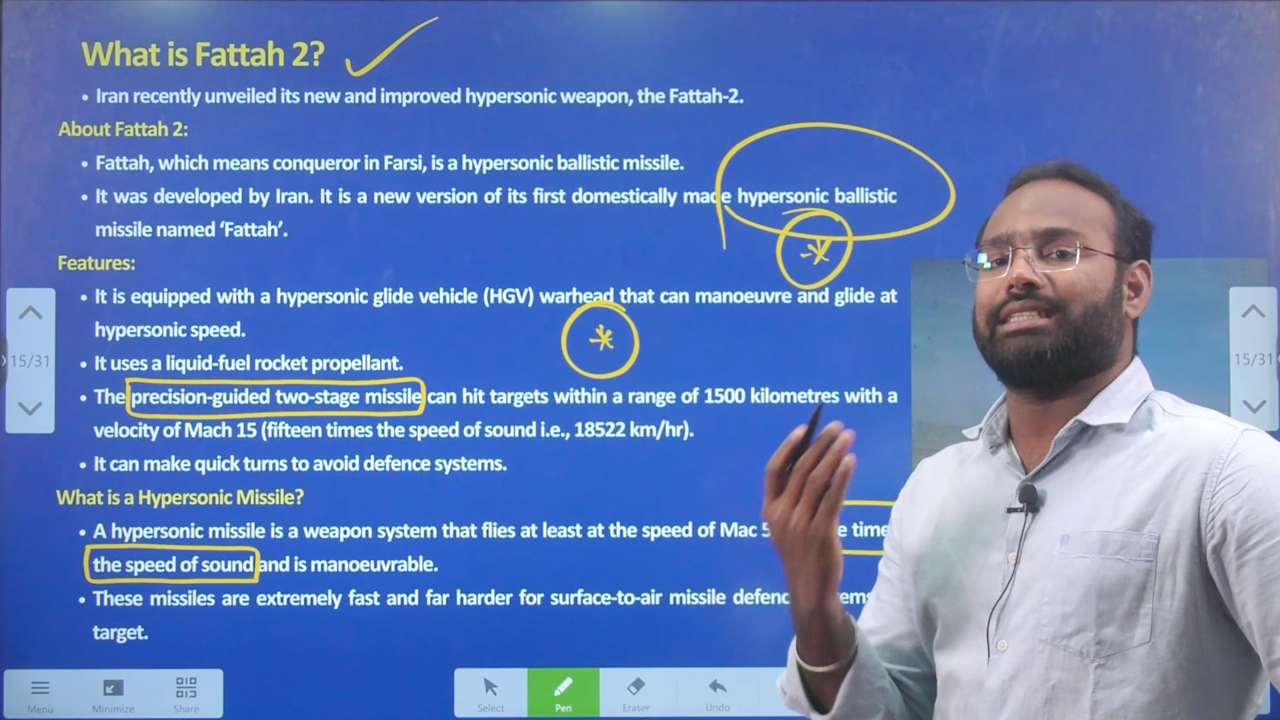 What is Fattah 2?
• Iran recently unveiled its new and improved hypersonic weapon, the Fattah-2.
About Fattah 2:
• Fattah, which means conqueror in Farsi, is a hypersonic ballistic missile.
• It was developed by Iran. It is a new version of its first domestically made hypersonic ballistic
missile named ‘Fattah’.
Features:
• It is equipped with a hypersonic glide vehicle (HGV) warhead that can manoeuvre and glide at
hypersonic speed.
• It uses a liquid-fuel rocket propellant.
• The precision-guided two-stage missile can hit targets within a range of 1500 kilometres with a
velocity of Mach 15 (fifteen times the speed of sound i.e., 18522 km/hr).
• It can make quick turns to avoid defence systems.
What is a Hypersonic Missile?
• A hypersonic missile is a weapon system that flies at least at the speed of Mac 5
the speed of sound and is manoeuvrable.
• These missiles are extremely fast and far harder for surface-to-air missile
target.
15/31
15/31
Menu
Minimize
Share
Select
Pen
Eraser
Undo